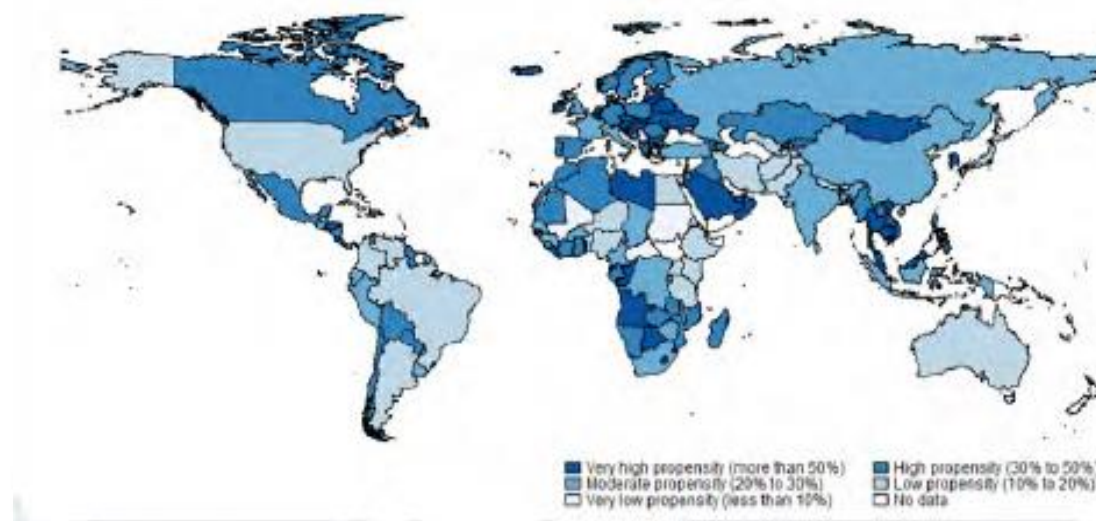 Very high propensity (more than 50%) High propensity (30% to 50%)
Moderate propensity (20% to 30%) Low propensity (10% to 20%)
Very low propensity (less than 10%) No data